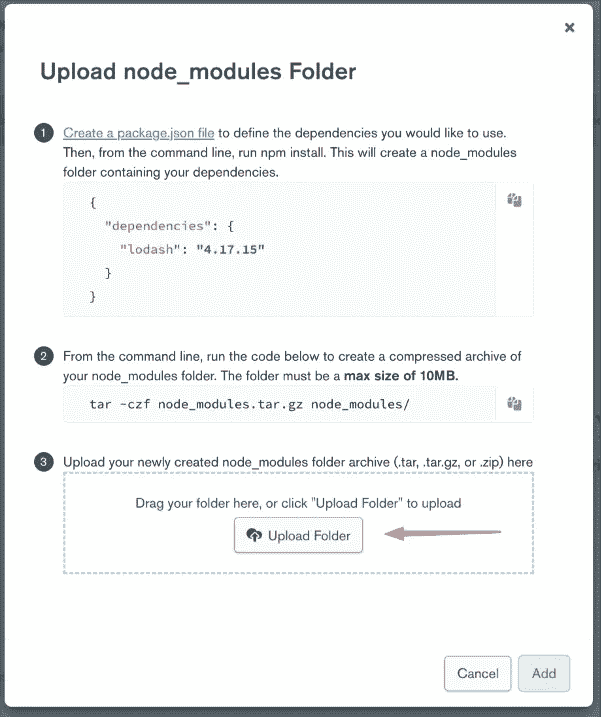 Upload node_modules Folder
1 Create a package.json file to define the dependencies you would like to use.
Then, from the command line, run npm install. This will create a node_modules
folder containing your dependencies.
{
"dependencies": {
"lodash": "4.17.15"
}
}
2 From the command line, run the code below to create a compressed archive of
your node_modules folder. The folder must be a max size of 10MB.
tar -czf node_modules.tar.gz node_modules/
3 Upload your newly created node_modules folder archive (.tar, .tar.gz, or .zip) here
Drag your folder here, or click "Upload Folder" to upload
Upload Folder
Cancel Add